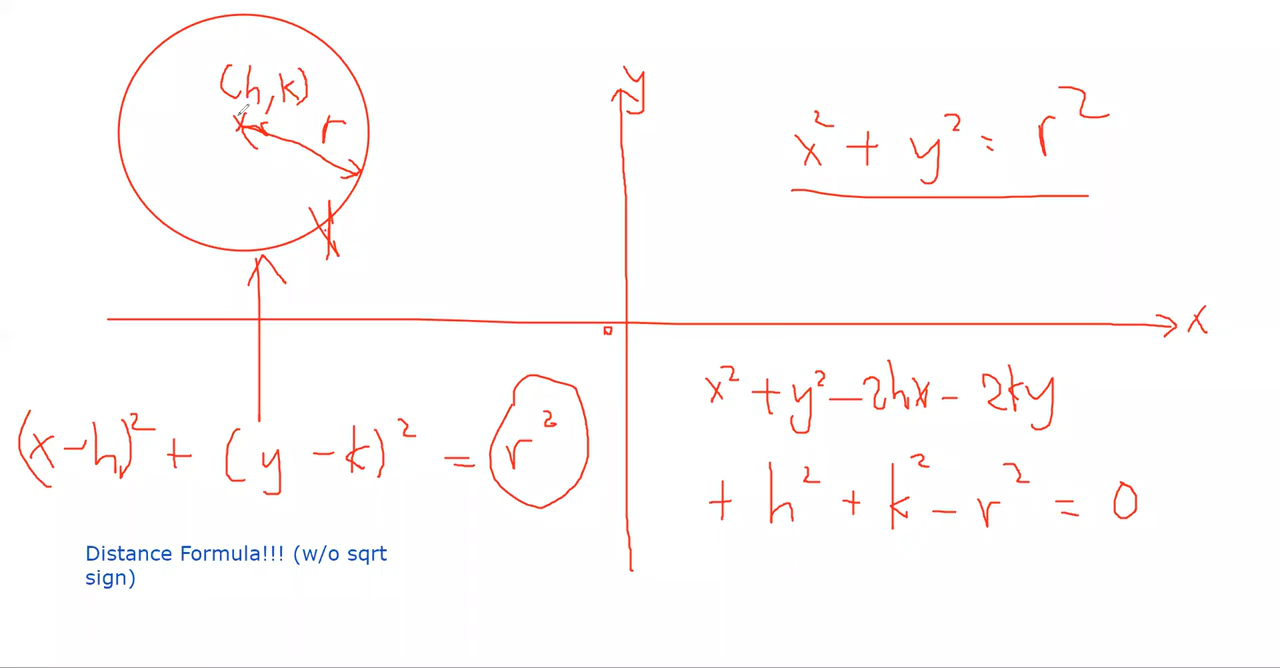 (h, k)
r
y
x² + y² = r²
x
(x - h)² + (y - k)² = r²
x² + y² - 2hx - 2ky
+ h² + k² - r² = 0
Distance Formula!!! (w/o sqrt
sign)